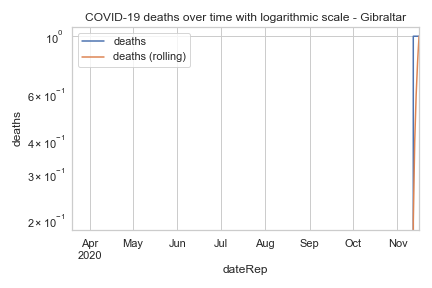 COVID-19 deaths over time with logarithmic scale - Gibraltar
deaths
deaths (rolling)
10⁰
6 × 10⁻¹
4 × 10⁻¹
3 × 10⁻¹
2 × 10⁻¹
deaths
Apr May Jun Jul Aug Sep Oct Nov
2020
dateRep